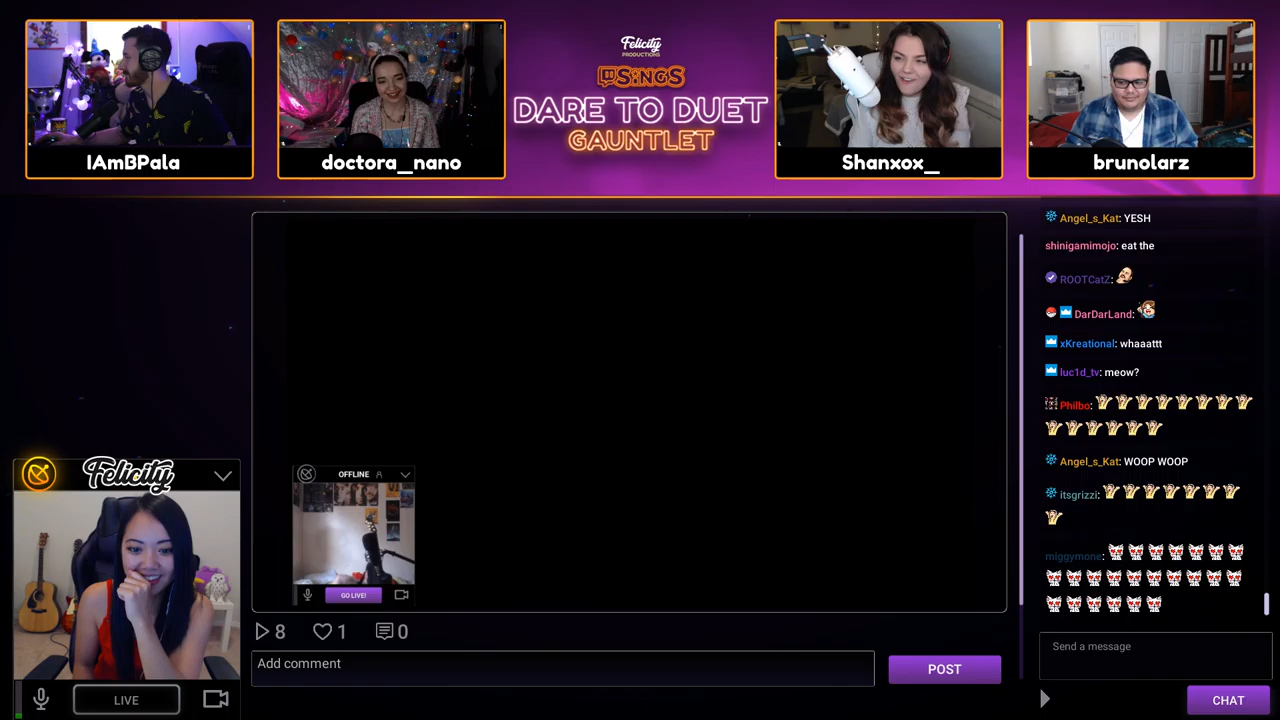 Felicity
PRODUCTIONS
SINGS
DARE TO DUET
GAUNTLET
IAmBPala
doctora__nano
Shanxox_
brunolarz
Angel_s_Kat: YESH
shinigamimojo: eat the
ROOTCatZ:
DarDarLand:
xKreational: whaaattt
luc1d_tv: meow?
Philbo:
Angel_s_Kat: WOOP WOOP
itsgrizzi:
miggymone:
Felicity
OFFLINE
GO LIVE!
8
1
0
Add comment
POST
LIVE
Send a message
CHAT